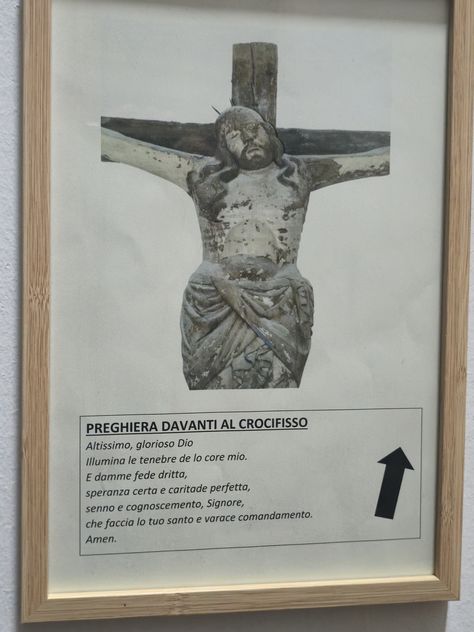 PREGHIERA DAVANTI AL CROCIFISSO
Altissimo, glorioso Dio
Illumina le tenebre de lo core mio.
E damme fede dritta,
speranza certa e caritade perfetta,
senno e cognoscemento, Signore,
che faccia lo tuo santo e varace comandamento.
Amen.